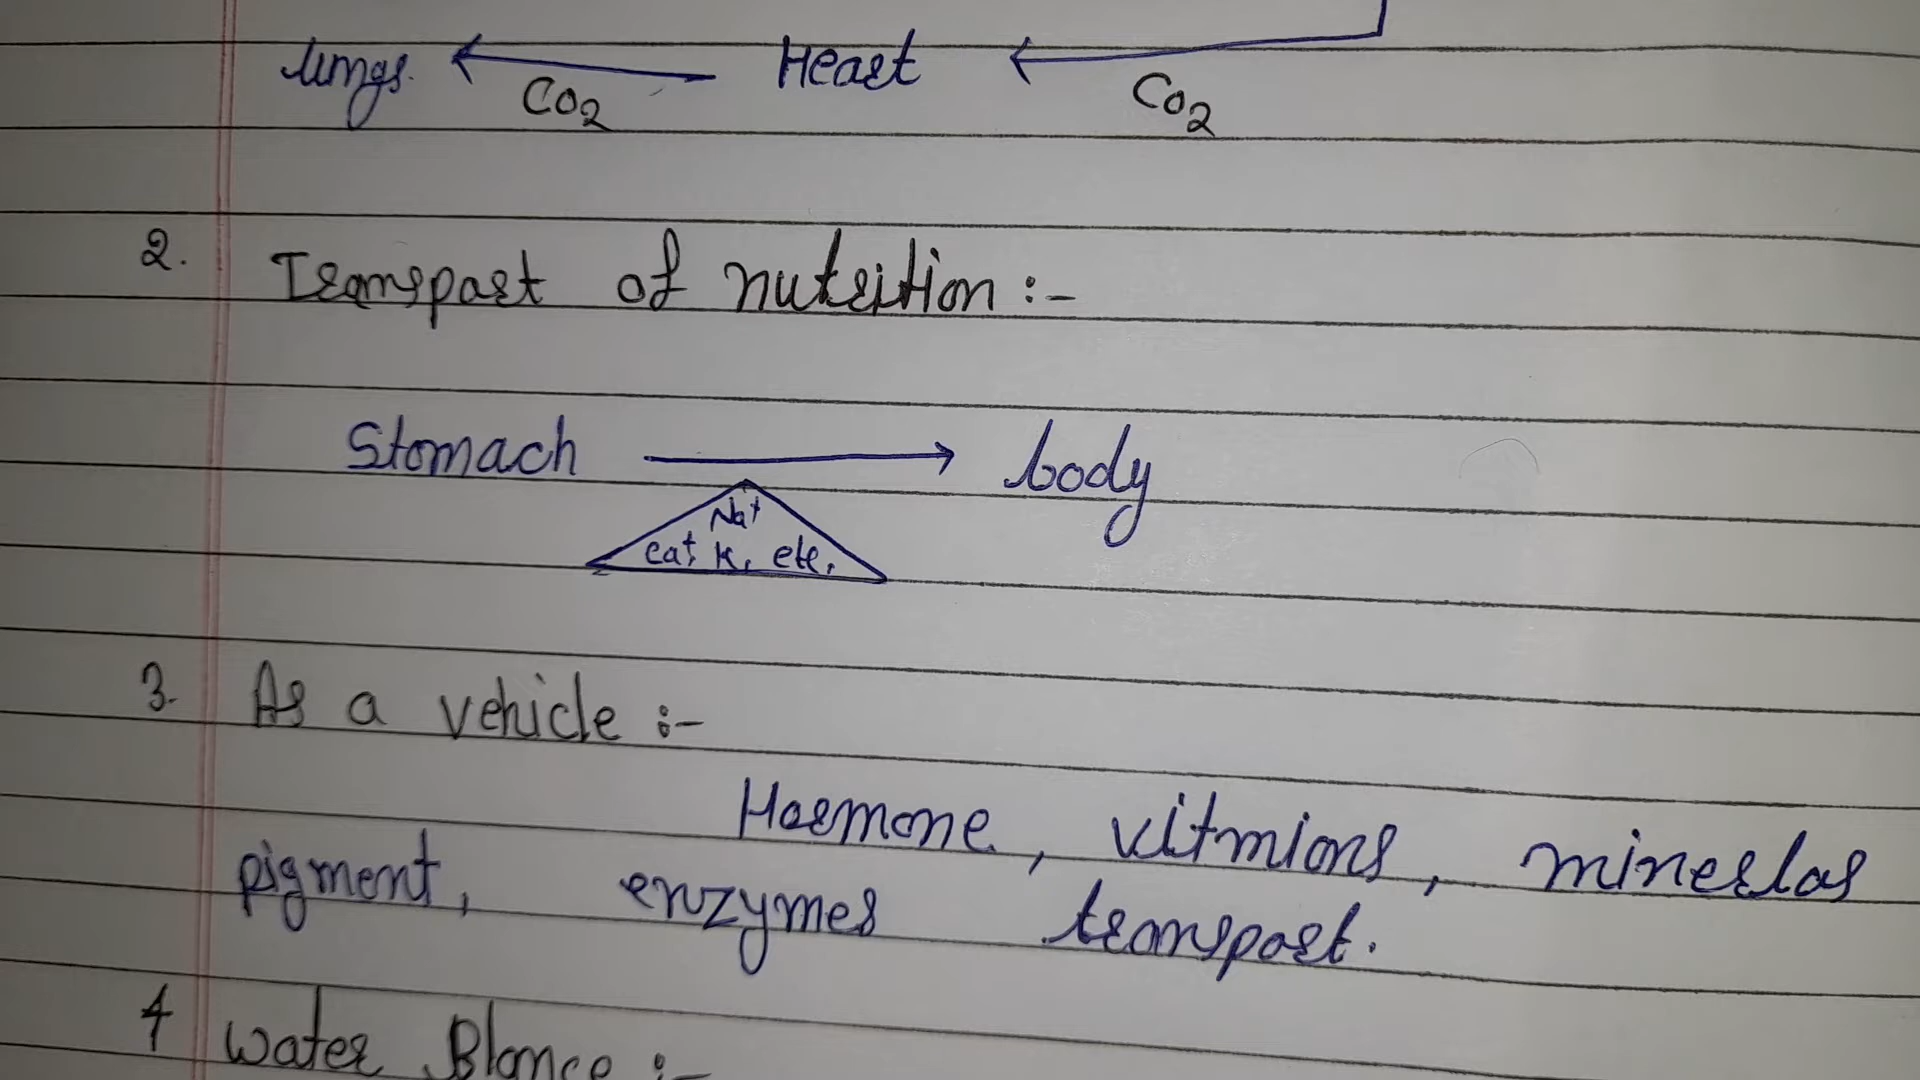 lungs. ← CO2 Heart ← CO2
2. Transport of nutrition :-
Stomach → body
Na+
ca+, K, etc.
3. As a vehicle :-
Hormone, vitmions, minerlas
pigment, enzymes transport.
4 Water Blance :-